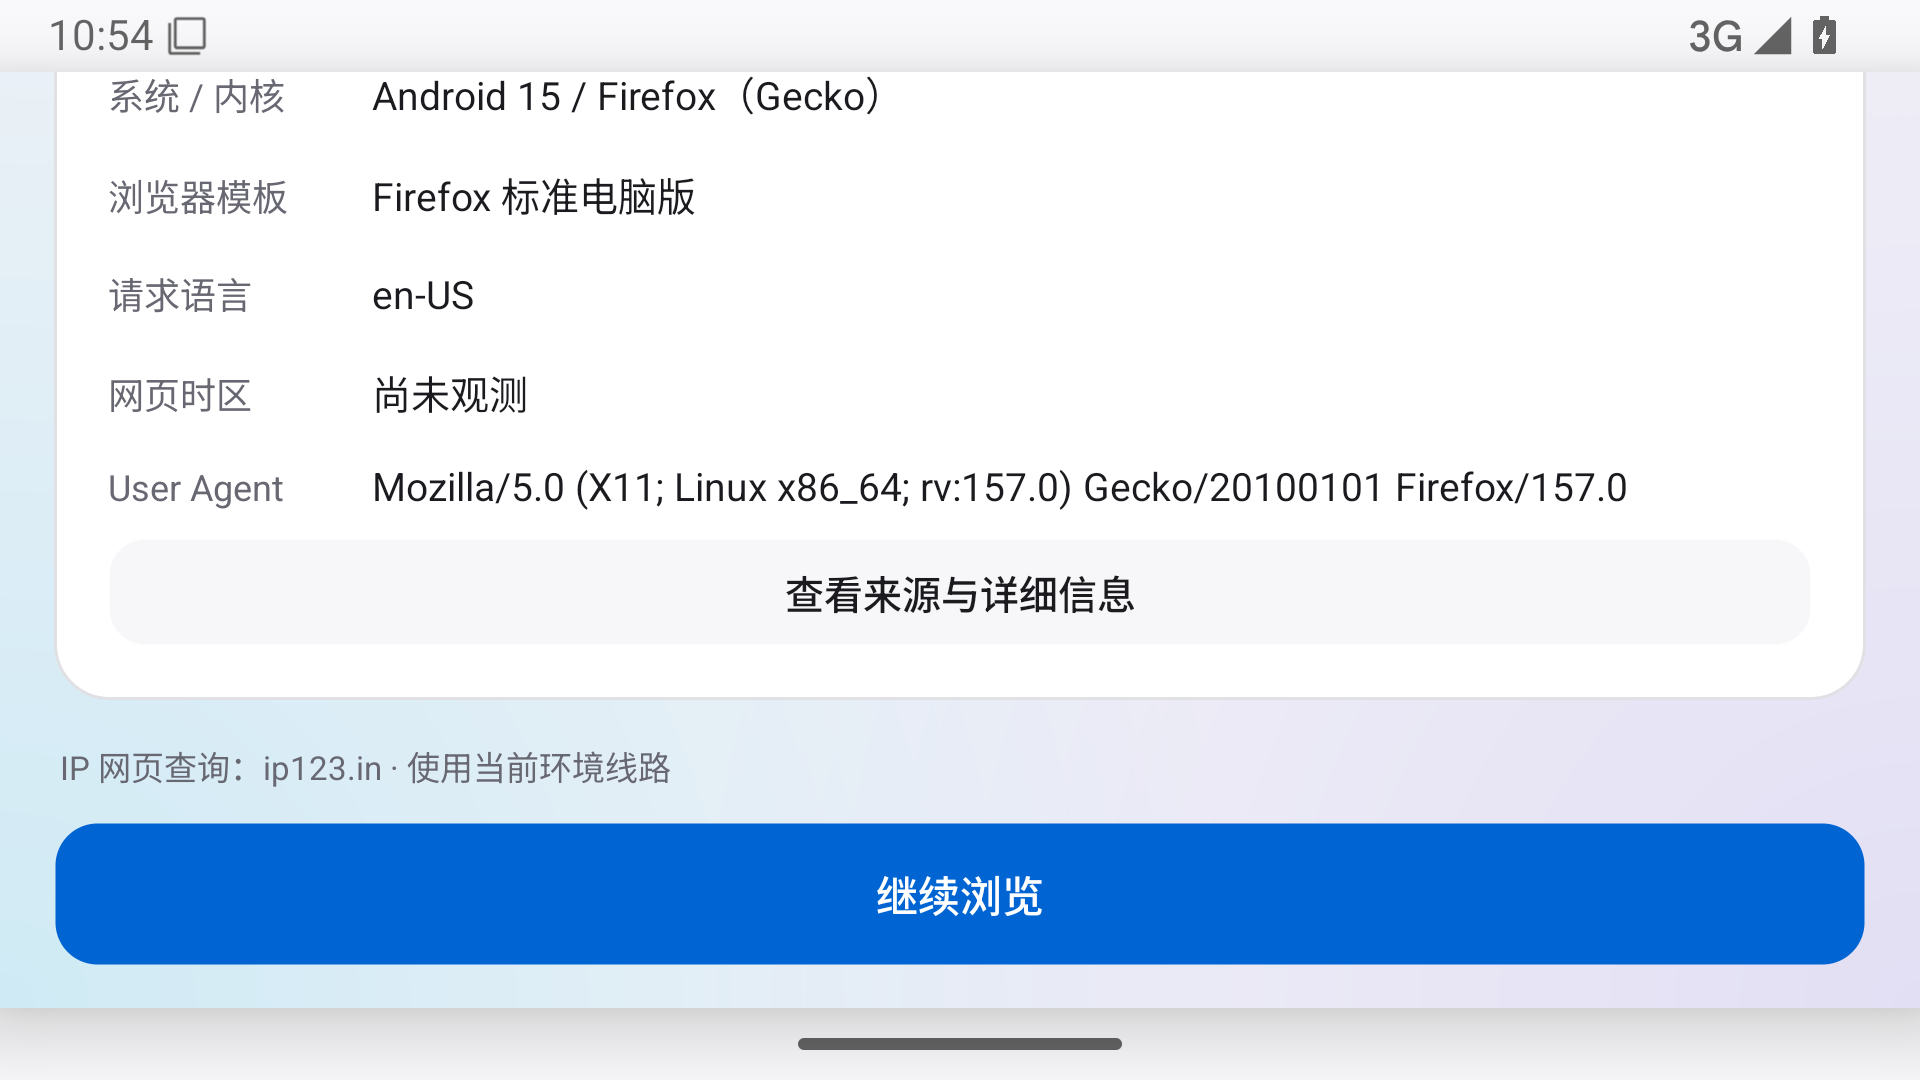 10:54 3G
系统 / 内核 Android 15 / Firefox（Gecko）
浏览器模板 Firefox 标准电脑版
请求语言 en-US
网页时区 尚未观测
User Agent Mozilla/5.0 (X11; Linux x86_64; rv:157.0) Gecko/20100101 Firefox/157.0
查看来源与详细信息
IP 网页查询：ip123.in · 使用当前环境线路
继续浏览